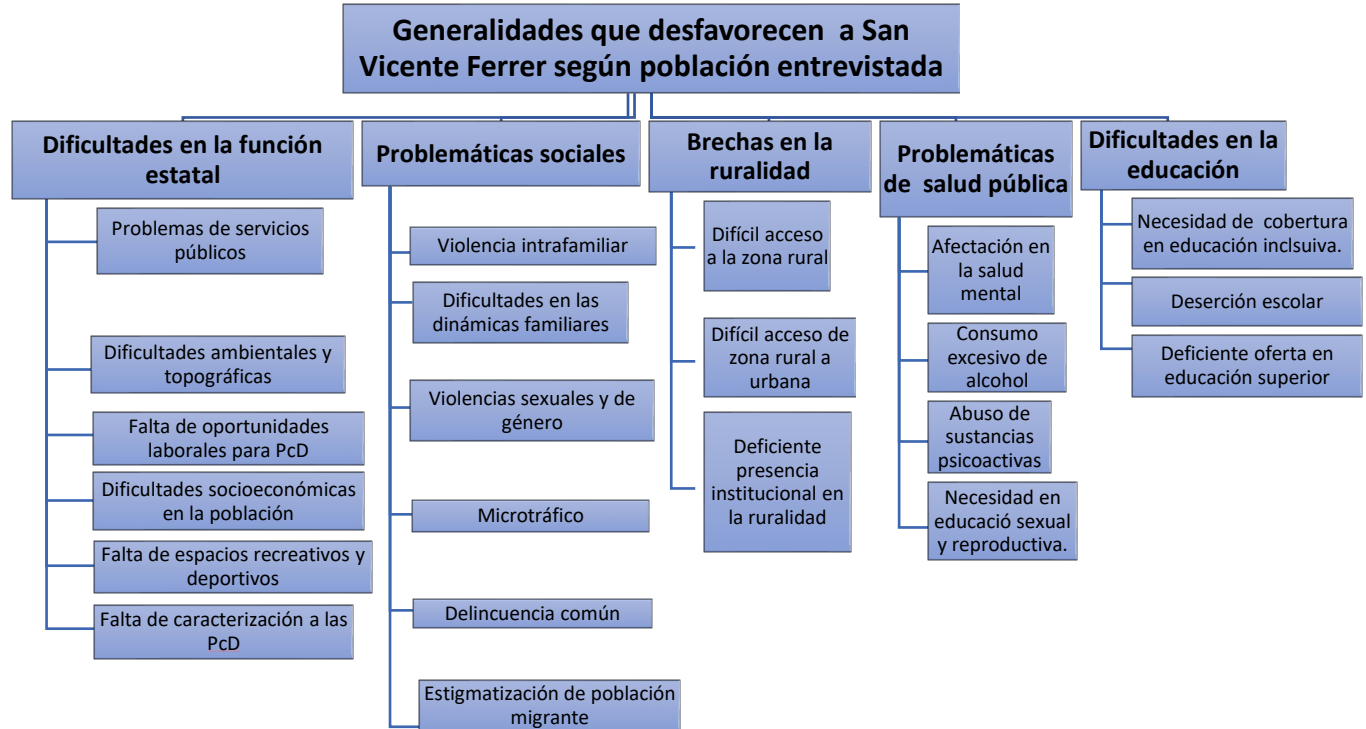 Generalidades que desfavorecen a San
Vicente Ferrer según población entrevistada
Dificultades en la función
estatal
Problemas de servicios
públicos
Dificultades ambientales y
topográficas
Falta de oportunidades
laborales para PcD
Dificultades socioeconómicas
en la población
Falta de espacios recreativos y
deportivos
Falta de caracterización a las
PcD
Problemáticas sociales
Violencia intrafamiliar
Dificultades en las
dinámicas familiares
Violencias sexuales y de
género
Microtráfico
Delincuencia común
Estigmatización de población
migrante
Brechas en la
ruralidad
Difícil acceso
a la zona rural
Difícil acceso de
zona rural a
urbana
Deficiente
presencia
institucional en
la ruralidad
Problemáticas
de salud pública
Afectación en
la salud
mental
Consumo
excesivo de
alcohol
Abuso de
sustancias
psicoactivas
Necesidad en
educació sexual
y reproductiva.
Dificultades en la
educación
Necesidad de cobertura
en educación inclsuiva.
Deserción escolar
Deficiente oferta en
educación superior